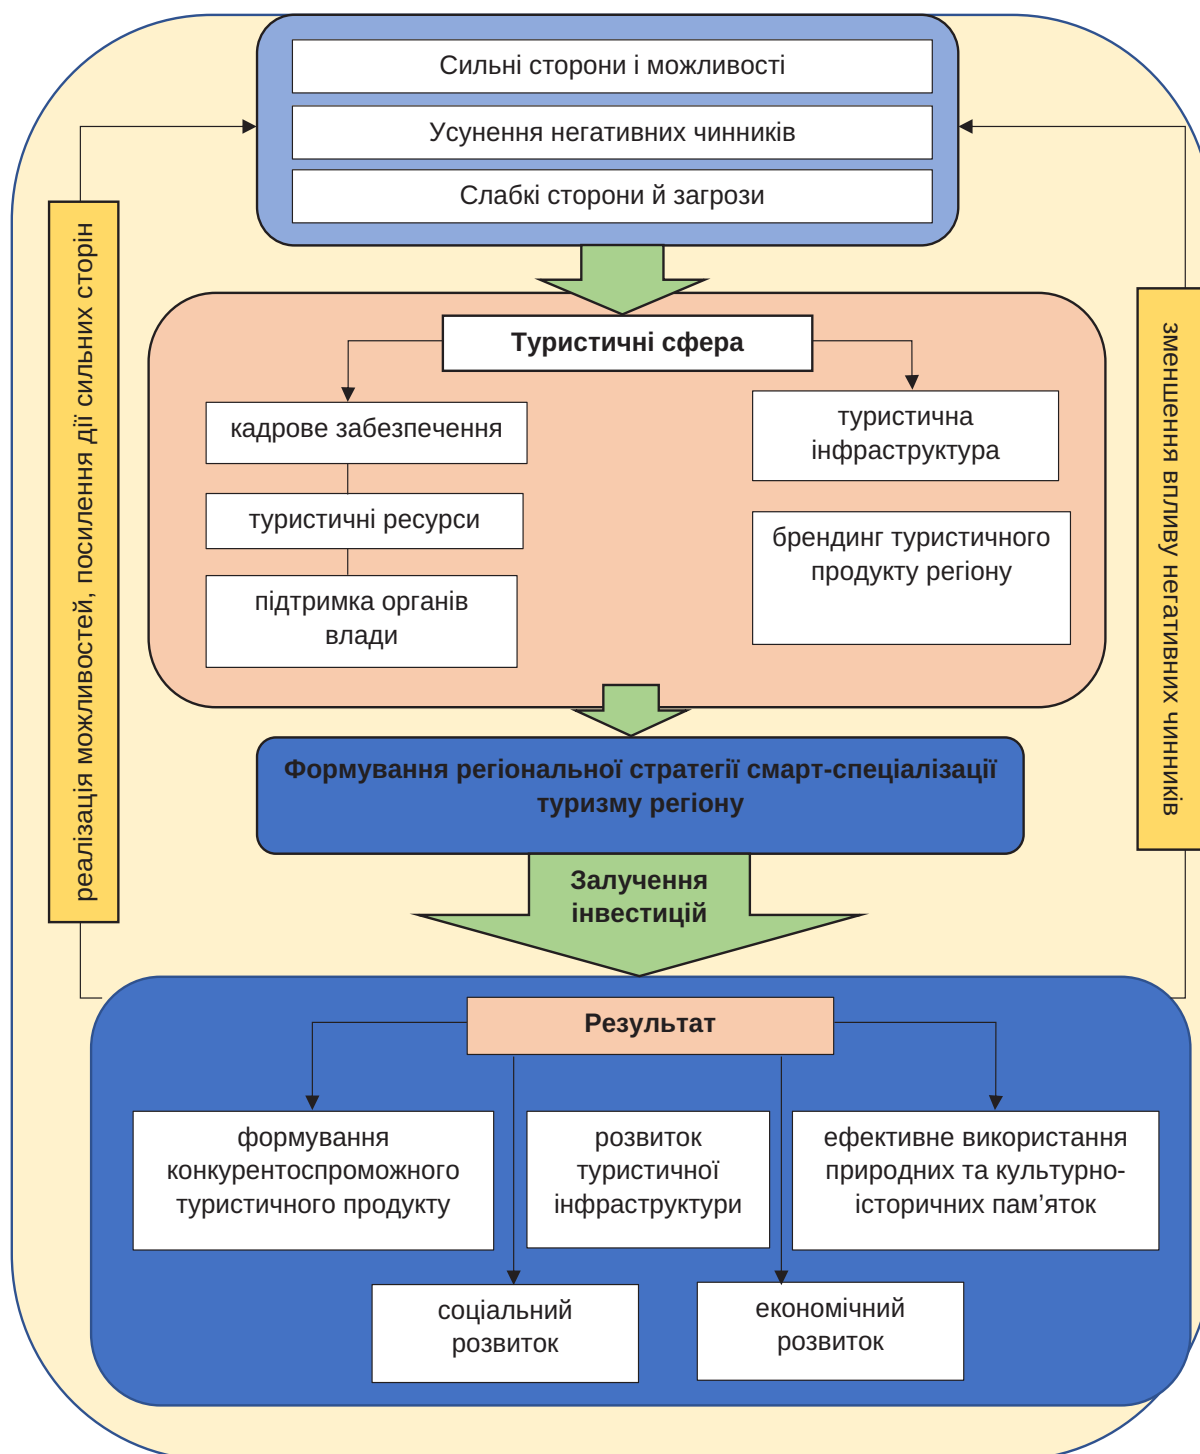 Сильні сторони і можливості
Усунення негативних чинників
Слабкі сторони й загрози
реалізація можливостей, посилення дії сильних сторін
зменшення впливу негативних чинників
Туристичні сфера
кадрове забезпечення
туристичні ресурси
підтримка органів
влади
туристична
інфраструктура
брендинг туристичного
продукту регіону
Формування регіональної стратегії смарт-спеціалізації
туризму регіону
Залучення
інвестицій
Результат
формування
конкурентоспроможного
туристичного продукту
розвиток
туристичної
інфраструктури
ефективне використання
природних та культурно-
історичних пам’яток
соціальний
розвиток
економічний
розвиток